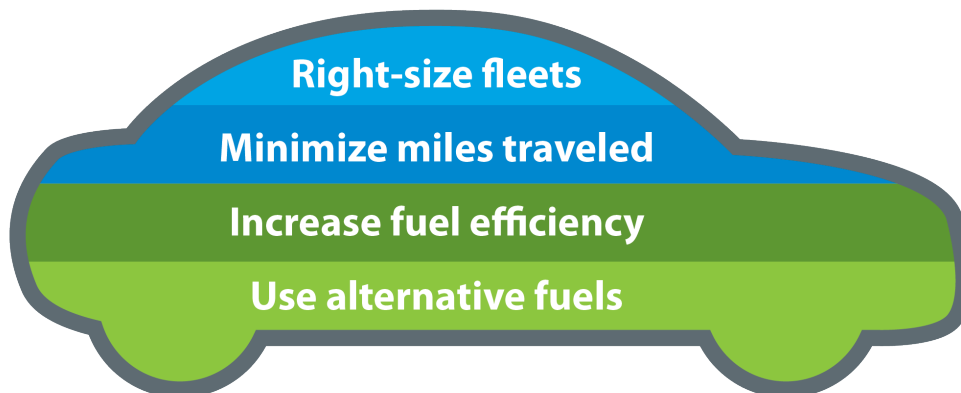 Right-size fleets
Minimize miles traveled
Increase fuel efficiency
Use alternative fuels